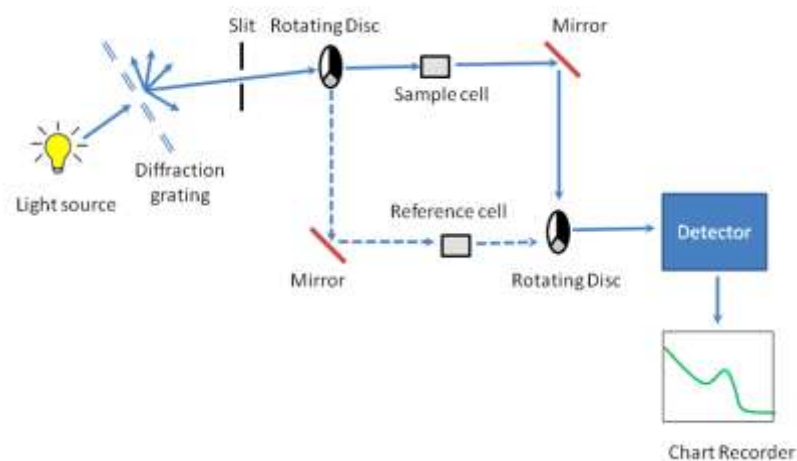 Slit
Rotating Disc
Mirror
Sample cell
Diffraction
grating
Light source
Reference cell
Mirror
Rotating Disc
Detector
Chart Recorder